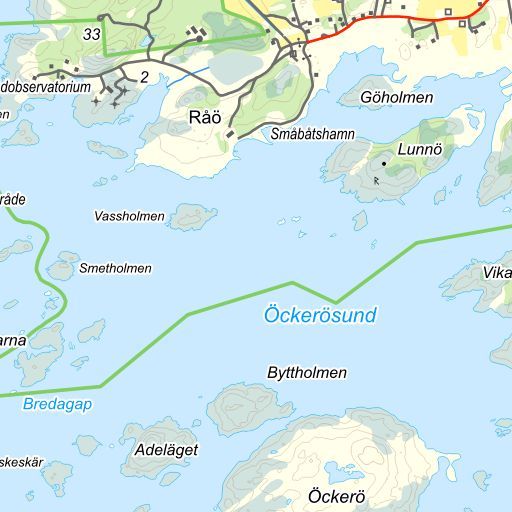 33
2
dobservatorium
Göholmen
Råö
Småbåtshamn
Lunnö
R
råde
Vassholmen
Smetholmen
Vika
Öckerösund
arna
Byttholmen
Bredagap
Adeläget
skeskär
Öckerö